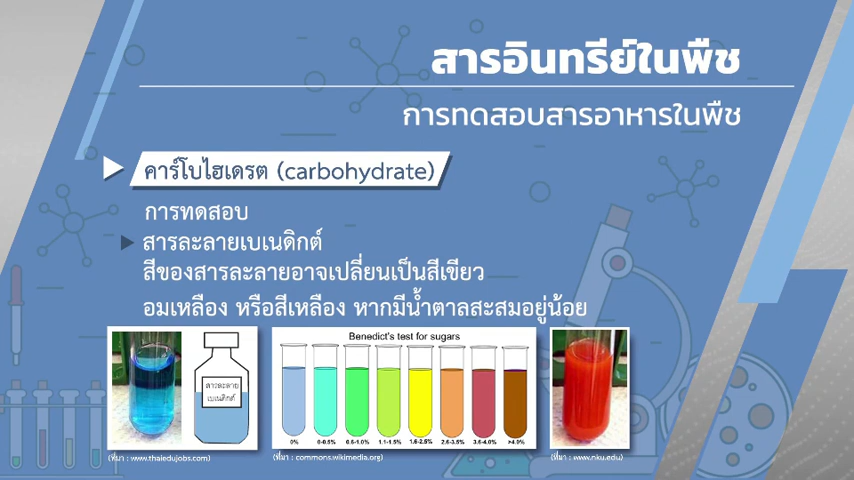 สารอินทรีย์ในพืช
การทดสอบสารอาหารในพืช
คาร์โบไฮเดรต (carbohydrate)
การทดสอบ
สารละลายเบเนดิกต์
สีของสารละลายอาจเปลี่ยนเป็นสีเขียว
อมเหลือง หรือสีเหลือง หากมีน้ำตาลสะสมอยู่น้อย
สารละลาย
เบเนดิกต์
Benedict's test for sugars
0% 0-0.5% 0.5-1.0% 1.1-1.5% 1.6-2.5% 2.6-3.5% 3.6-4.0% >4.0%
(ที่มา : www.thaiedujobs.com)
(ที่มา : commons.wikimedia.org)
(ที่มา : www.nku.edu)